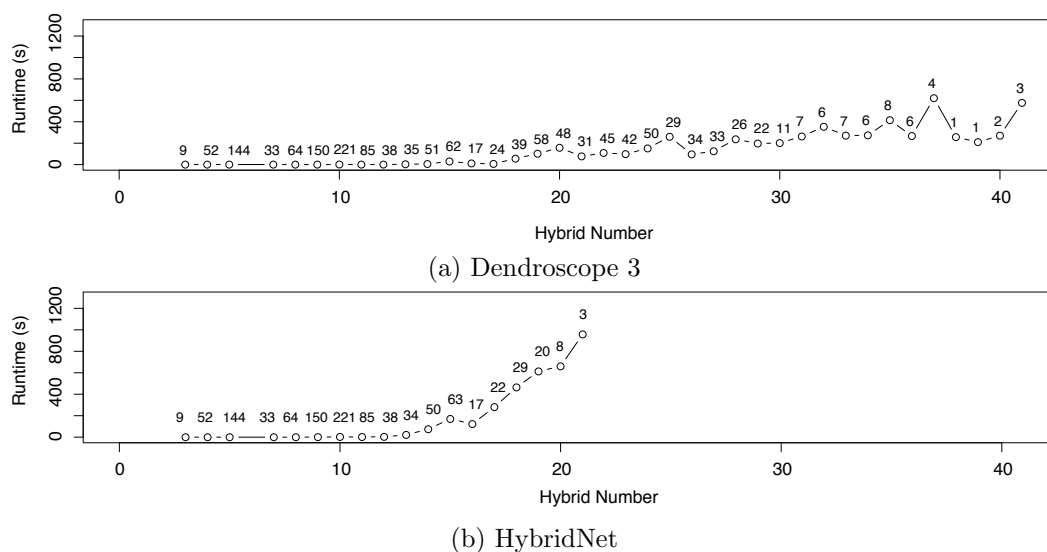 1200
800
400
0
Runtime (s)
9 52 144 33 64 150 221 85 38 35 51 62 17 24 39 58 48 31 45 42 50 29 34 33 26 22 11 7 6 7 6 8 6 4 1 1 2 3
0 10 20 30 40
Hybrid Number
(a) Dendroscope 3
1200
800
400
0
Runtime (s)
9 52 144 33 64 150 221 85 38 34 50 63 17 22 29 20 8 3
0 10 20 30 40
Hybrid Number
(b) HybridNet